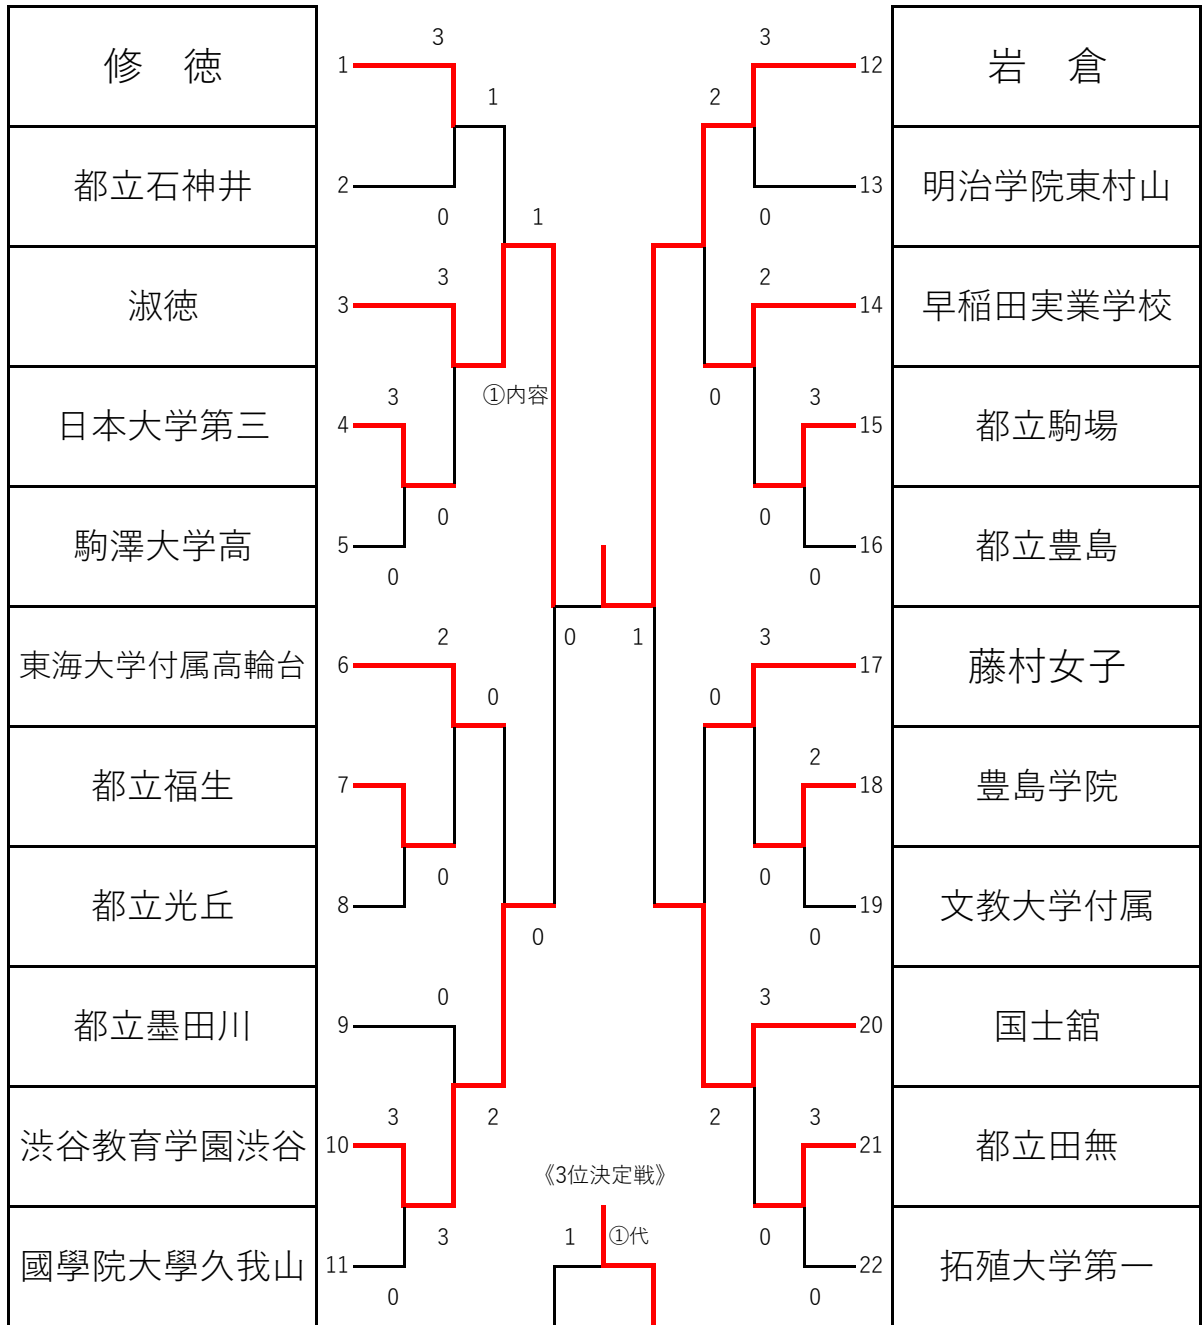 修　徳
都立石神井
淑徳
日本大学第三
駒澤大学高
東海大学付属高輪台
都立福生
都立光丘
都立墨田川
渋谷教育学園渋谷
國學院大學久我山
1
2
3
4
5
6
7
8
9
10
11
3
0
3
3
0
0
2
0
0
3
3
0
1
①内容
0
2
1
0
0
1
《3位決定戦》
1
①代
2
0
0
2
3
0
2
3
0
0
3
2
0
0
3
3
0
0
12
13
14
15
16
17
18
19
20
21
22
岩　倉
明治学院東村山
早稲田実業学校
都立駒場
都立豊島
藤村女子
豊島学院
文教大学付属
国士舘
都立田無
拓殖大学第一